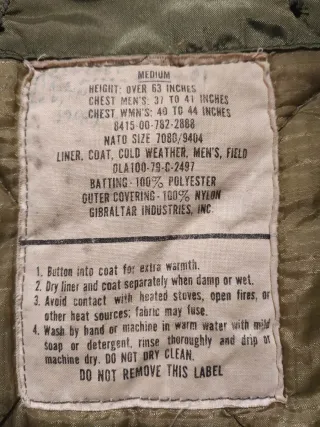 MEDIUM
HEIGHT: OVER 63 INCHES
CHEST MEN'S: 37 TO 41 INCHES
CHEST WMN'S: 40 TO 44 INCHES
8415-00-782-2888
NATO SIZE 7080/9404
LINER, COAT, COLD WEATHER, MEN'S, FIELD
DLA100-79-C-2497
BATTING-100% POLYESTER
OUTER COVERING-100% NYLON
GIBRALTAR INDUSTRIES, INC.
1. Button into coat for extra warmth.
2. Dry liner and coat separately when damp or wet.
3. Avoid contact with heated stoves, open fires, or
other heat sources; fabric may fuse.
4. Wash by hand or machine in warm water with mild
soap or detergent, rinse thoroughly and drip or
machine dry. DO NOT DRY CLEAN.
DO NOT REMOVE THIS LABEL